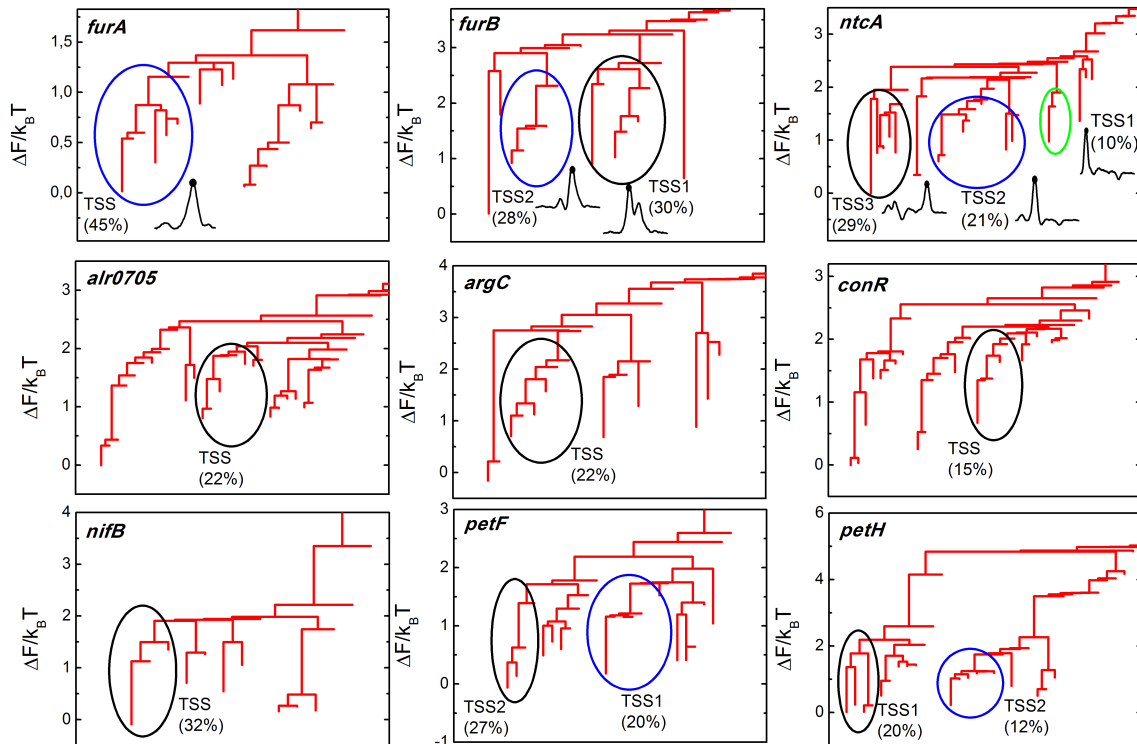 furA
ΔF/kBT
1,5
1,0
0,5
0,0
TSS
(45%)
furB
3
2
1
0
TSS2
(28%)
TSS1
(30%)
ntcA
ΔF/kBT
3
2
1
0
TSS3
(29%)
TSS2
(21%)
TSS1
(10%)
alr0705
ΔF/kBT
3
2
1
0
TSS
(22%)
argC
ΔF/kBT
4
3
2
1
0
TSS
(22%)
conR
ΔF/kBT
3
2
1
0
TSS
(15%)
nifB
ΔF/kBT
4
3
2
1
0
TSS
(32%)
petF
ΔF/kBT
3
2
1
0
-1
TSS2
(27%)
TSS1
(20%)
petH
ΔF/kBT
6
4
2
0
TSS1
(20%)
TSS2
(12%)